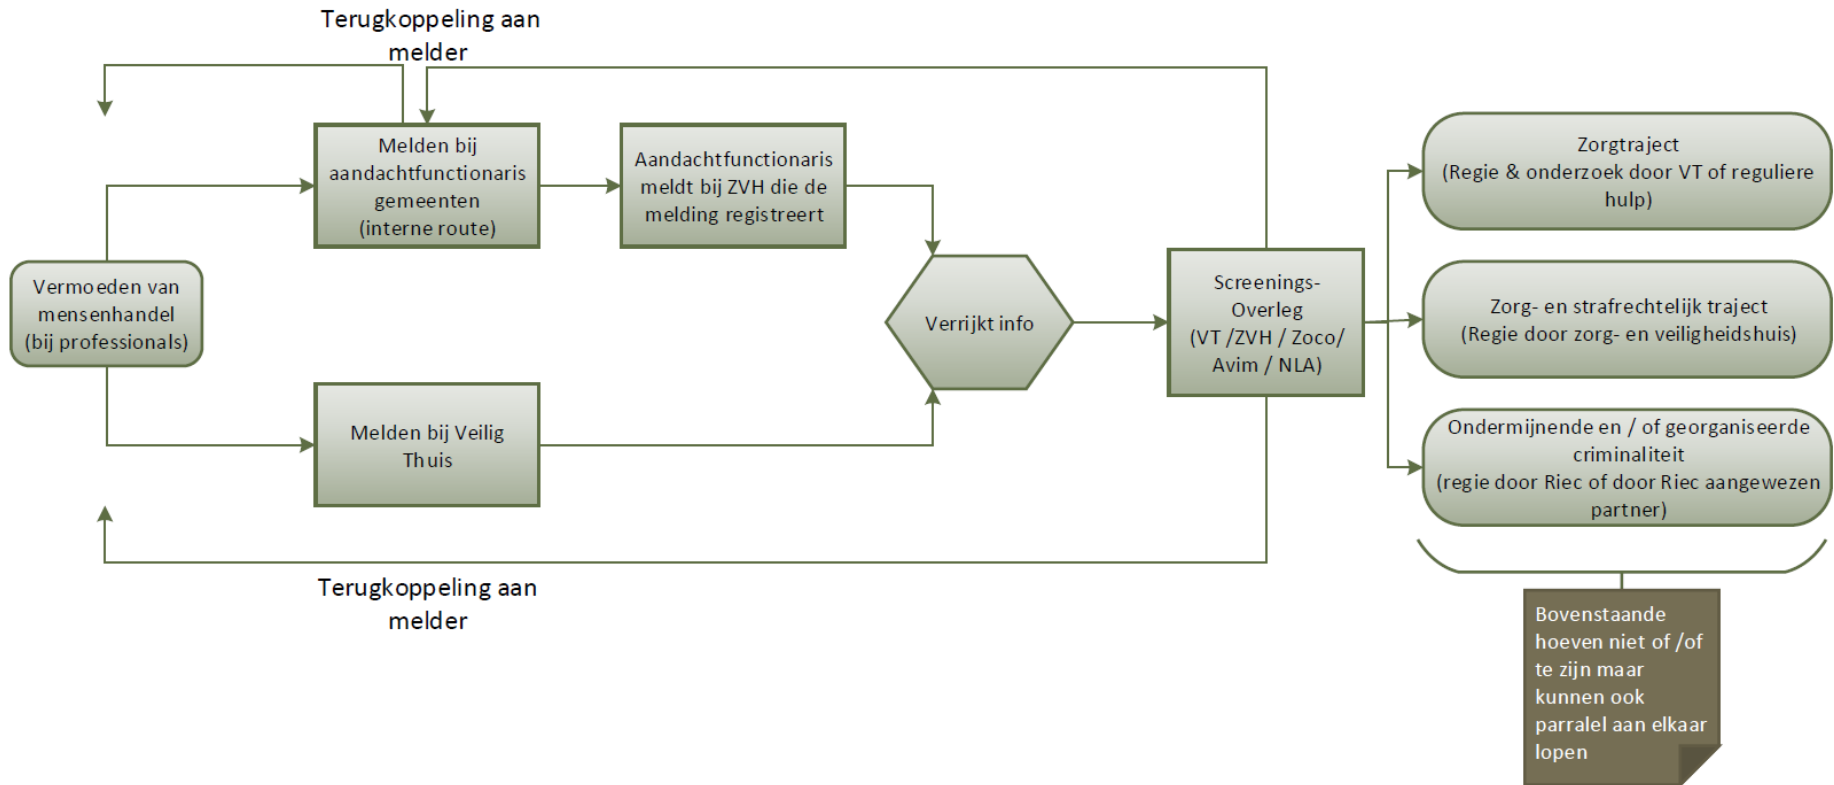 Terugkoppeling aan
melder
Vermoeden van
mensenhandel
(bij professionals)
Melden bij
aandachtfunctionaris
gemeenten
(interne route)
Aandachtfunctionaris
meldt bij ZVH die de
melding registreert
Melden bij Veilig
Thuis
Verrijkt info
Screenings-
Overleg
(VT /ZVH / Zoco/
Avim / NLA)
Zorgtraject
(Regie & onderzoek door VT of reguliere
hulp)
Zorg- en strafrechtelijk traject
(Regie door zorg- en veiligheidshuis)
Ondermijnende en / of georganiseerde
criminaliteit
(regie door Riec of door Riec aangewezen
partner)
Terugkoppeling aan
melder
Bovenstaande
hoeven niet of /of
te zijn maar
kunnen ook
parralel aan elkaar
lopen